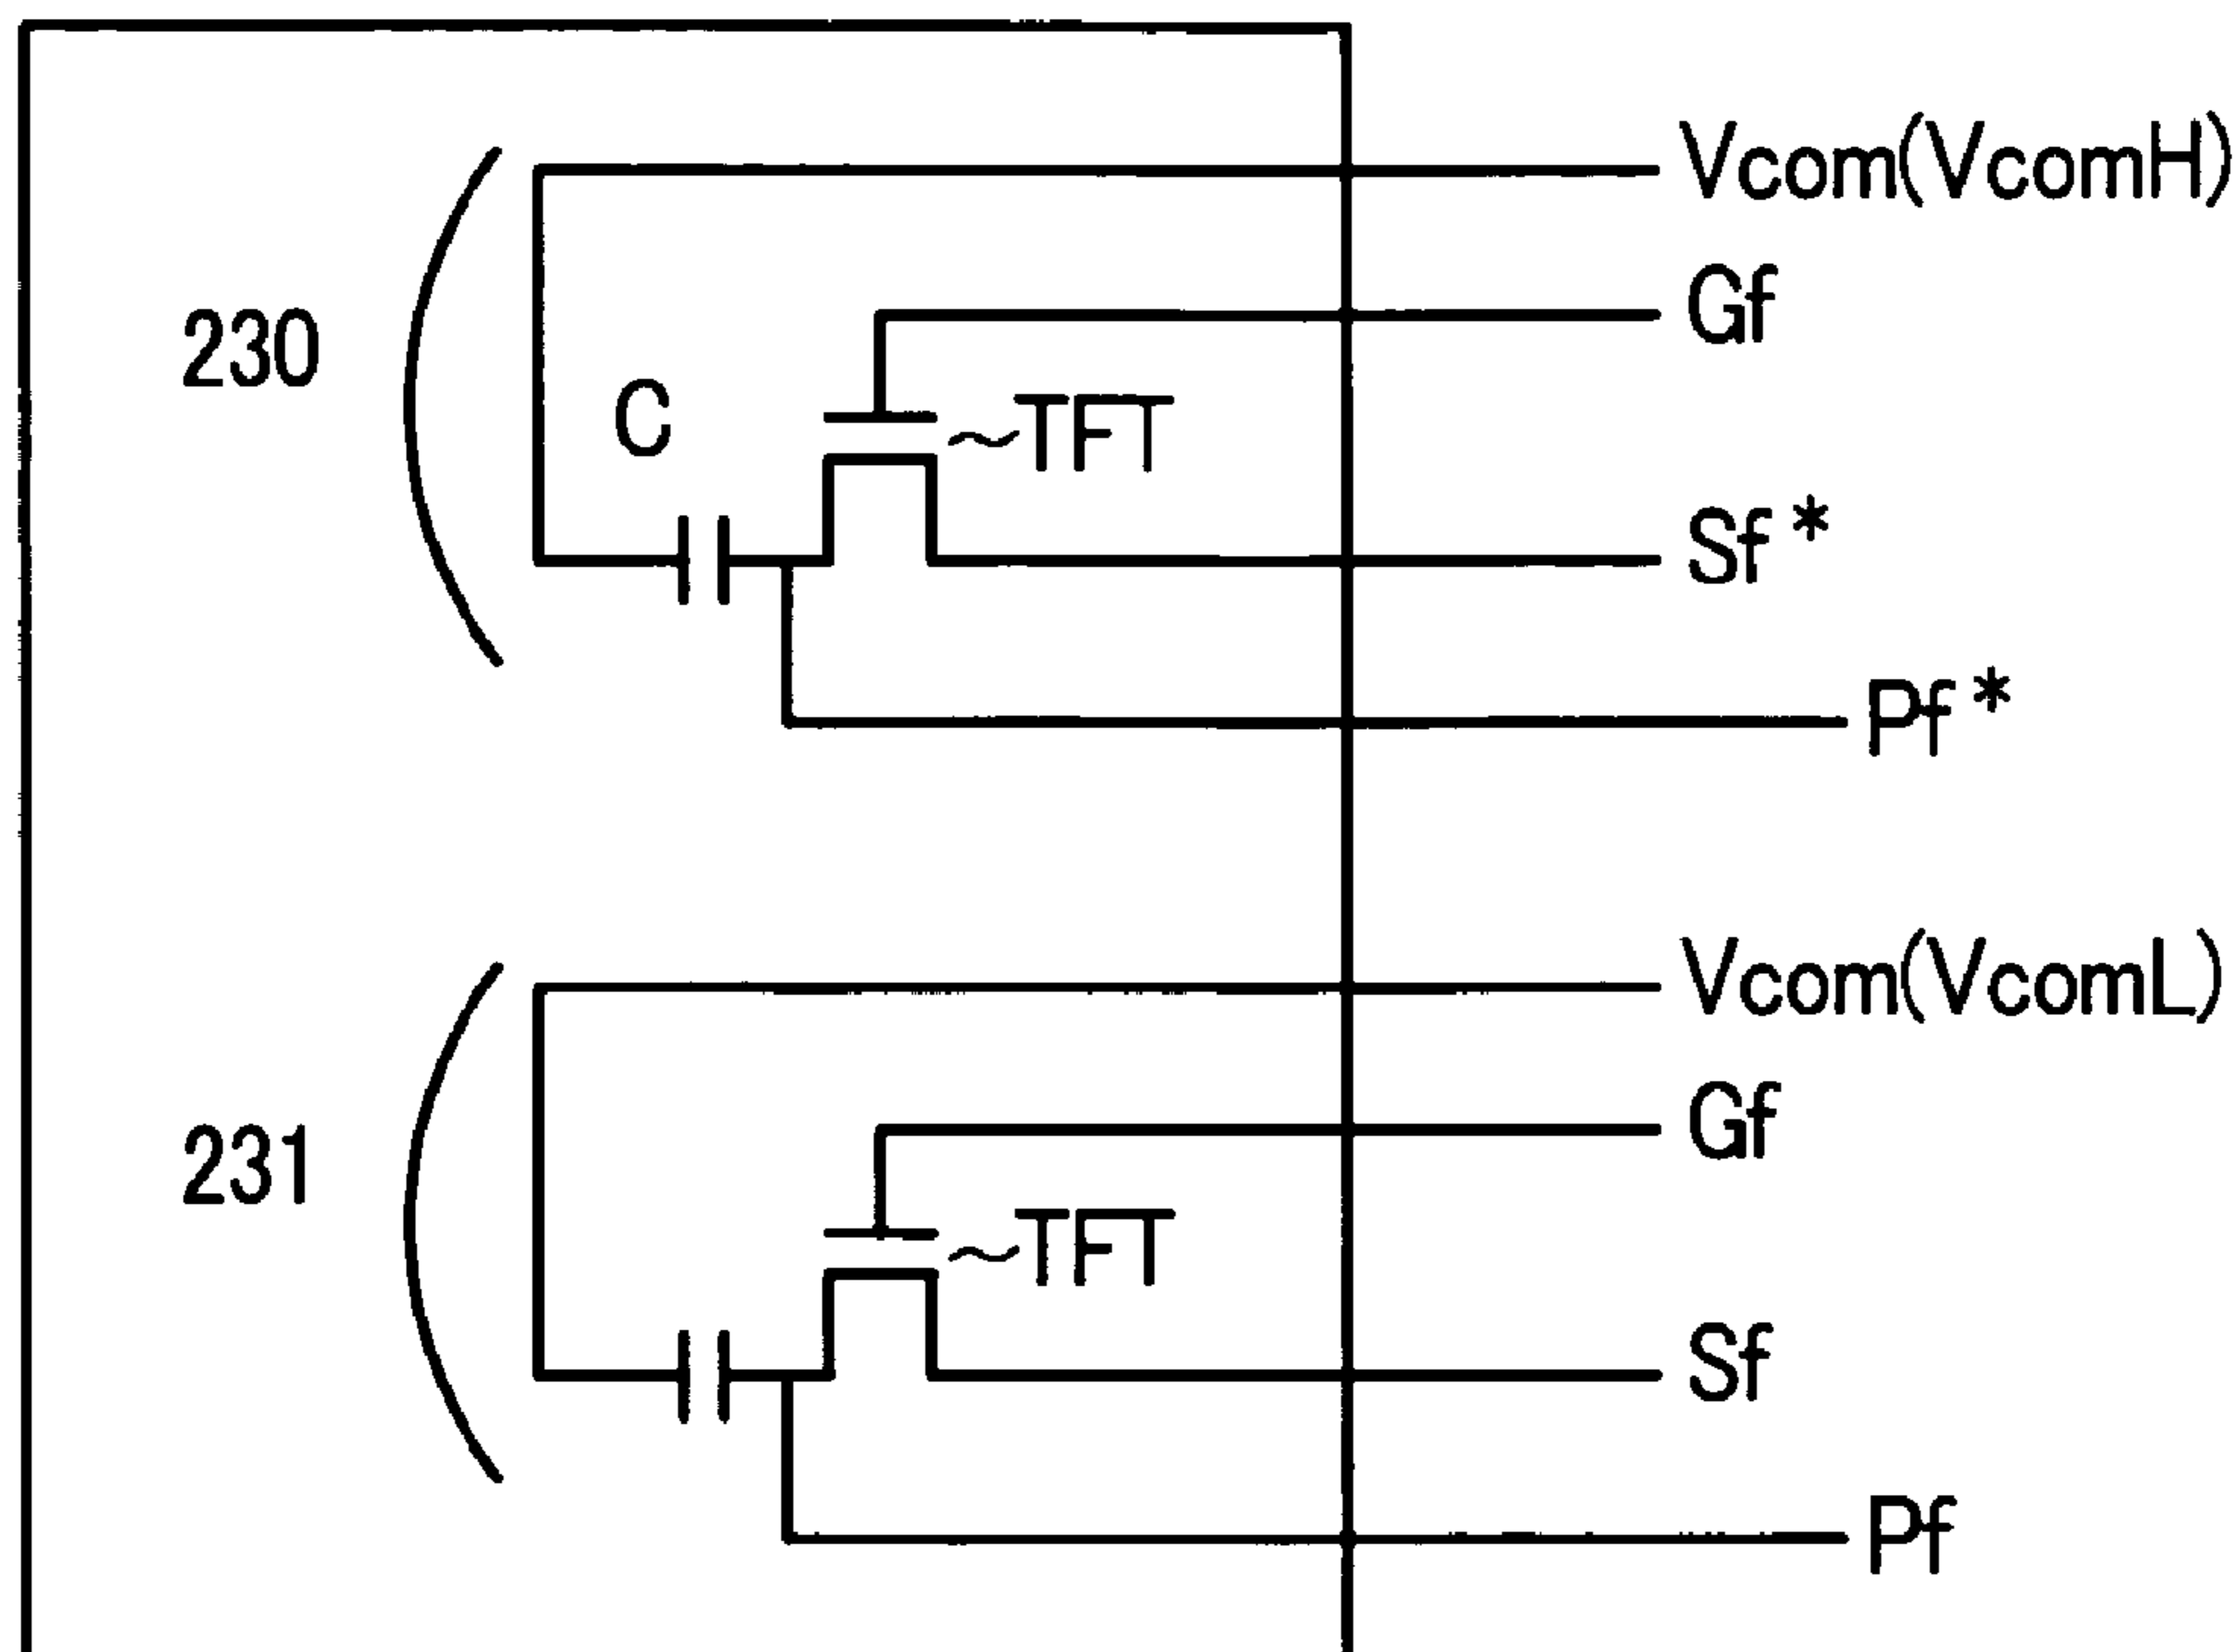 Vcom(VcomH)
230
Gf
C
~TFT
Sf*
Pf*
Vcom(VcomL)
231
Gf
~TFT
Sf
Pf